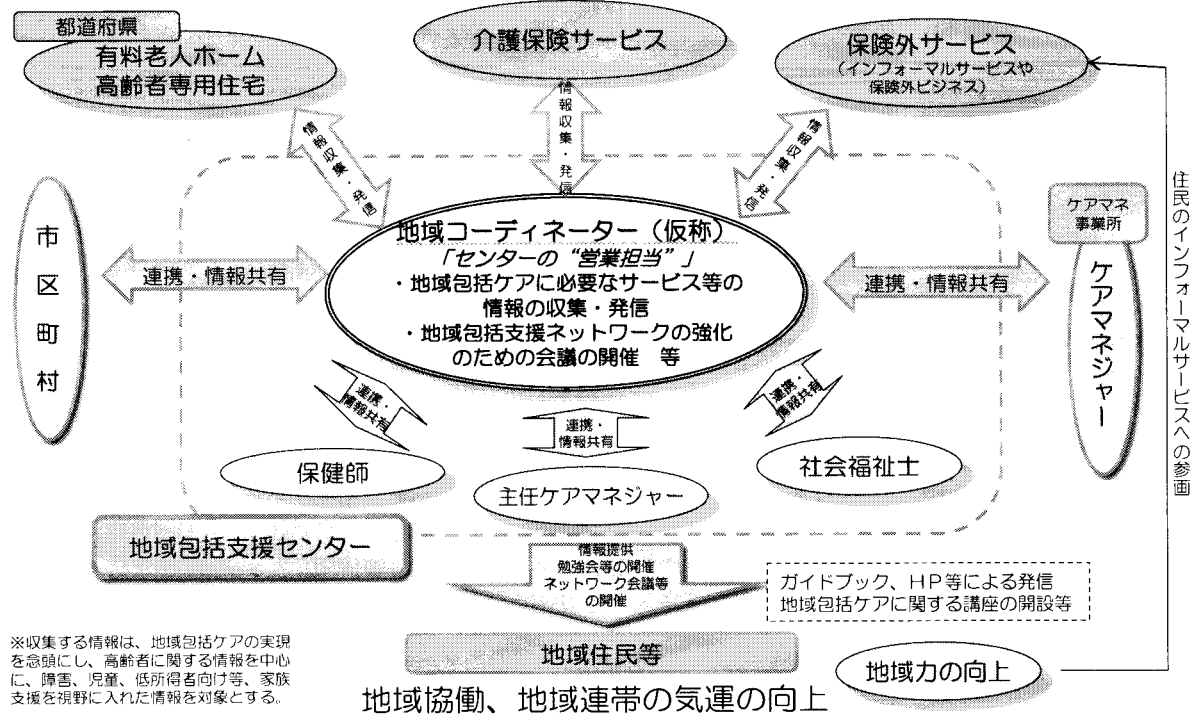 都道府県
有料老人ホーム
高齢者専用住宅
介護保険サービス
保険外サービス
(インフォーマルサービスや
保険外ビジネス)
情報収集・発信
情報収集・発信
情報収集・発信
市区町村
連携・情報共有
地域コーディネーター（仮称）
「センターの“営業担当”」
・地域包括ケアに必要なサービス等の
情報の収集・発信
・地域包括支援ネットワークの強化
のための会議の開催　等
連携・情報共有
ケアマネ
事業所
ケアマネジャー
住民のインフォーマルサービスへの参画
連携・
情報共有
連携・
情報共有
連携・
情報共有
保健師
主任ケアマネジャー
社会福祉士
地域包括支援センター
情報提供
勉強会等の開催
ネットワーク会議等
の開催
ガイドブック、HP等による発信
地域包括ケアに関する講座の開設等
※収集する情報は、地域包括ケアの実現
を念頭にし、高齢者に関する情報を中心
に、障害、児童、低所得者向け等、家族
支援を視野に入れた情報を対象とする。
地域住民等
地域力の向上
地域協働、地域連帯の気運の向上